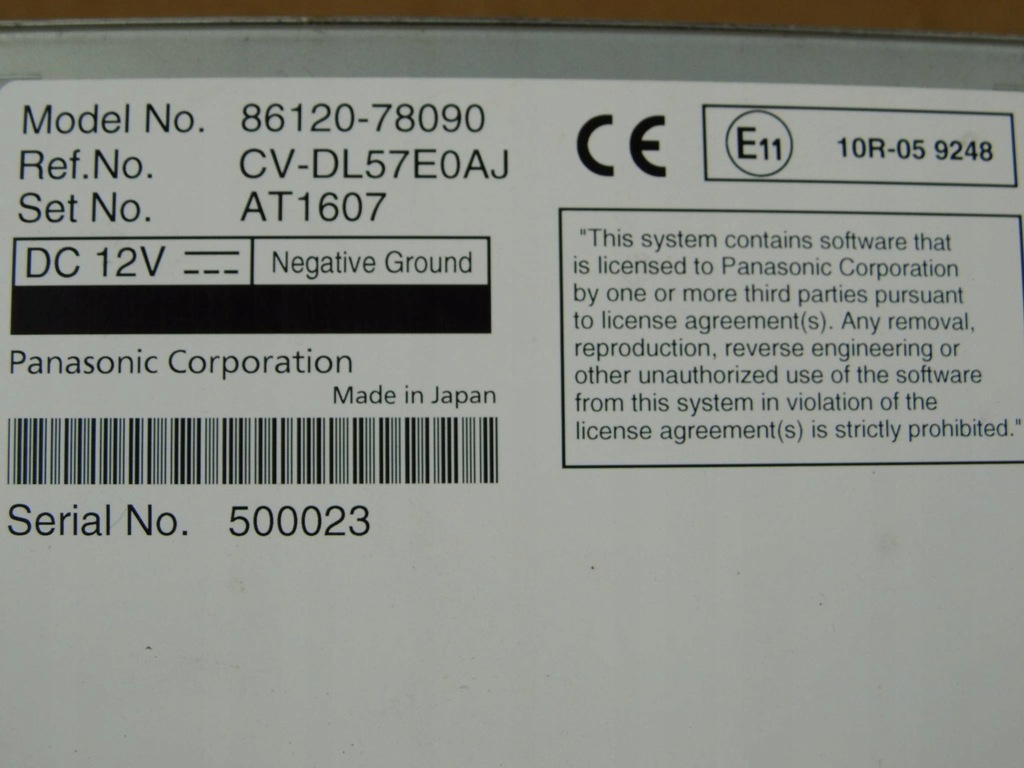 Model No. 86120-78090
Ref.No. CV-DL57E0AJ
Set No. AT1607
DC 12V Negative Ground
Panasonic Corporation
Made in Japan
Serial No. 500023
CE E11 10R-05 9248
"This system contains software that
is licensed to Panasonic Corporation
by one or more third parties pursuant
to license agreement(s). Any removal,
reproduction, reverse engineering or
other unauthorized use of the software
from this system in violation of the
license agreement(s) is strictly prohibited."